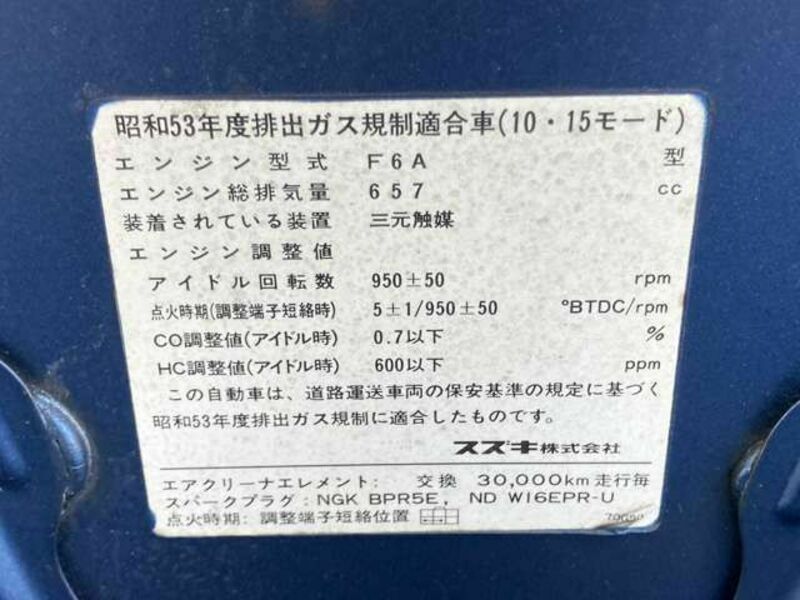 昭和53年度排出ガス規制適合車(10・15モード)
エンジン型式 F6A 型
エンジン総排気量 657 cc
装着されている装置 三元触媒
エンジン調整値
アイドル回転数 950±50 rpm
点火時期(調整端子短絡時) 5±1/950±50 °BTDC/rpm
CO調整値(アイドル時) 0.7以下 %
HC調整値(アイドル時) 600以下 ppm
この自動車は、道路運送車両の保安基準の規定に基づく
昭和53年度排出ガス規制に適合したものです。
スズキ株式会社
エアクリーナエレメント: 交換 30,000km走行毎
スパークプラグ:NGK BPR5E, ND W16EPR-U
点火時期:調整端子短絡位置